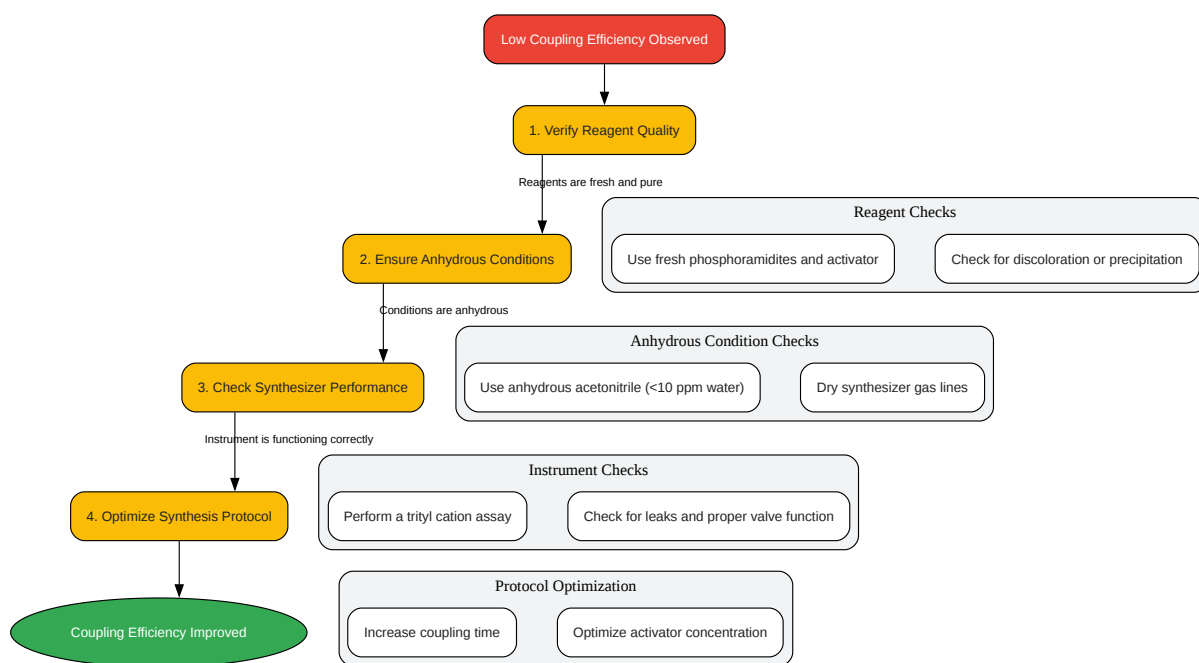 Low Coupling Efficiency Observed
1. Verify Reagent Quality
Reagents are fresh and pure
Reagent Checks
2. Ensure Anhydrous Conditions
Use fresh phosphoramidites and activator
Check for discoloration or precipitation
Conditions are anhydrous
Anhydrous Condition Checks
3. Check Synthesizer Performance
Use anhydrous acetonitrile (<10 ppm water)
Dry synthesizer gas lines
Instrument is functioning correctly
Instrument Checks
4. Optimize Synthesis Protocol
Perform a trityl cation assay
Check for leaks and proper valve function
Protocol Optimization
Coupling Efficiency Improved
Increase coupling time
Optimize activator concentration